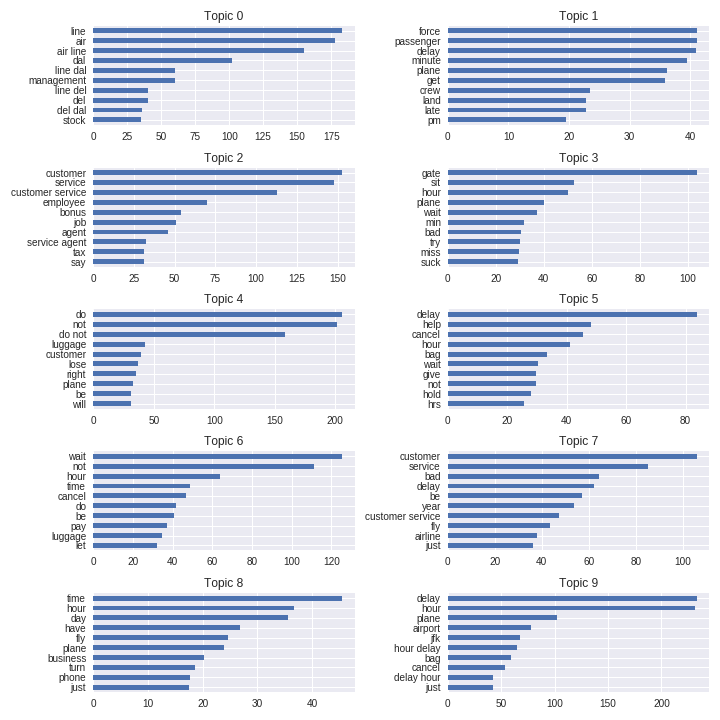 Topic 0
line
air
air line
dal
line dal
management
line del
del
del dal
stock
0 25 50 75 100 125 150 175
Topic 1
force
passenger
delay
minute
plane
get
crew
land
late
pm
0 10 20 30 40
Topic 2
customer
service
customer service
employee
bonus
job
agent
service agent
tax
say
0 25 50 75 100 125 150
Topic 3
gate
sit
hour
plane
wait
min
bad
try
miss
suck
0 20 40 60 80 100
Topic 4
do
not
do not
luggage
customer
lose
right
plane
be
will
0 50 100 150 200
Topic 5
delay
help
cancel
hour
bag
wait
give
not
hold
hrs
0 20 40 60 80
Topic 6
wait
not
hour
time
cancel
do
be
pay
luggage
let
0 20 40 60 80 100 120
Topic 7
customer
service
bad
delay
be
year
customer service
fly
airline
just
0 20 40 60 80 100
Topic 8
time
hour
day
have
fly
plane
business
turn
phone
just
0 10 20 30 40
Topic 9
delay
hour
plane
airport
jfk
hour delay
bag
cancel
delay hour
just
0 50 100 150 200